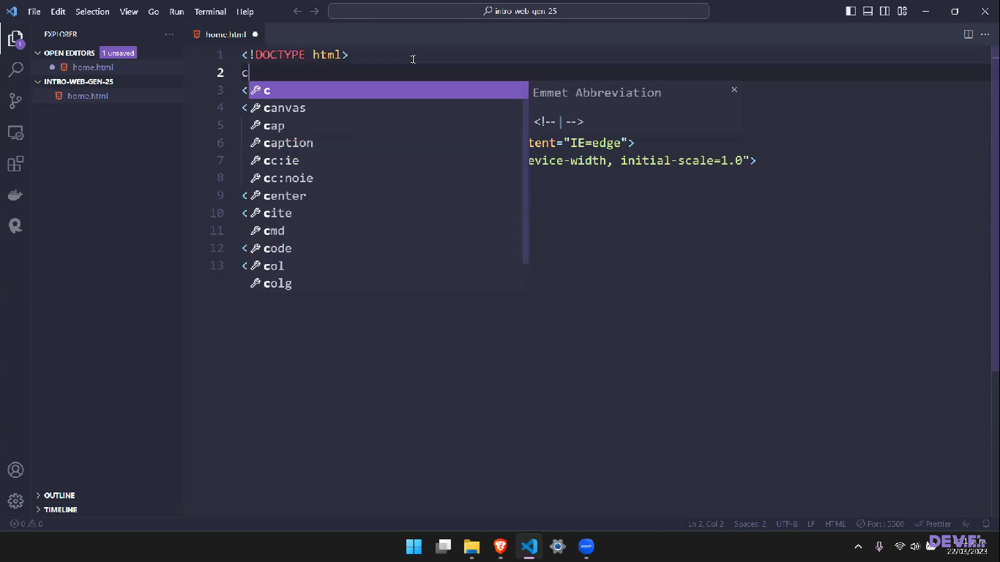 File Edit Selection View Go Run Terminal Help
intro-web-gen-25
EXPLORER
home.html
OPEN EDITORS 1 unsaved
home.html
INTRO-WEB-GEN-25
home.html
OUTLINE
TIMELINE
1 <!DOCTYPE html>
2 c
3 <
4 <
5
6 tent="IE=edge">
7 evice-width, initial-scale=1.0">
8
9 <
10 <
11
12 <
13 <
c
canvas
cap
caption
cc:ie
cc:noie
center
cite
cmd
code
col
colg
Emmet Abbreviation
<!-- | -->
1
0 0 Ln 2, Col 2 Spaces: 2 UTF-8 LF HTML Port : 5500 Prettier
zoom
DEV.F.:
22/03/2023